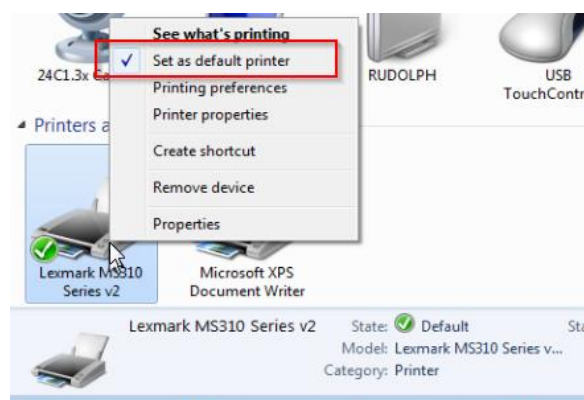 See what's printing
Set as default printer
Printing preferences
Printer properties
Create shortcut
Remove device
Properties
24C1.3x
RUDOLPH
USB
TouchContr
Printers a
Lexmark MS310
Series v2
Microsoft XPS
Document Writer
Lexmark MS310 Series v2
State: Default
Sta
Model: Lexmark MS310 Series v...
Category: Printer